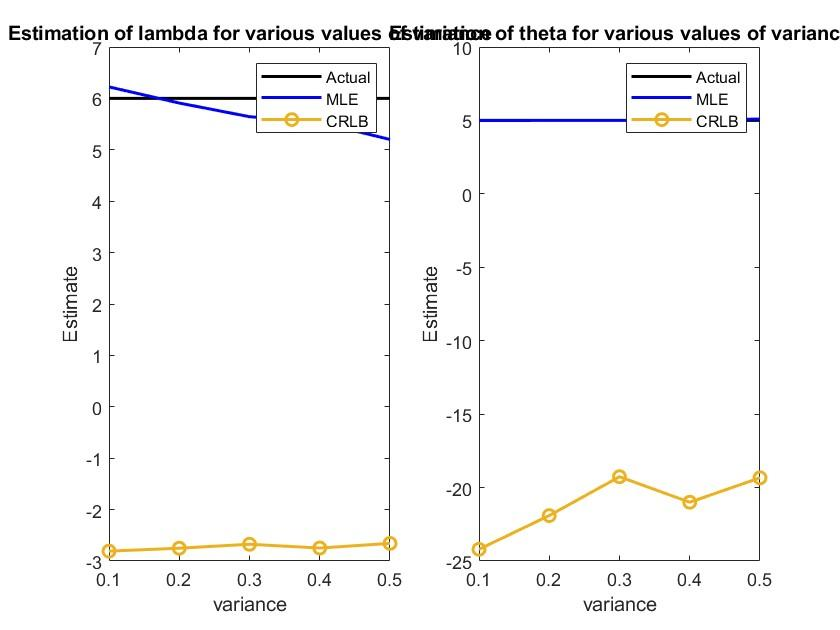 Estimation of lambda for various values of variance
Estimation of theta for various values of varianc
7
6
5
4
3
2
1
0
-1
-2
-3
Estimate
Actual
MLE
CRLB
0.1 0.2 0.3 0.4 0.5
variance
10
5
0
-5
-10
-15
-20
-25
Estimate
Actual
MLE
CRLB
0.1 0.2 0.3 0.4 0.5
variance